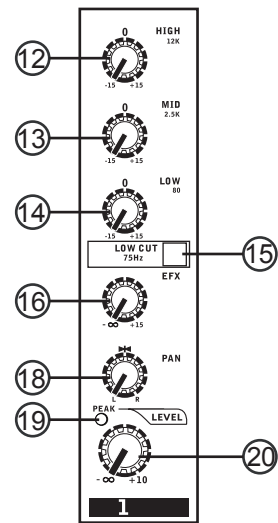 0 HIGH
12K
12
-15 +15
0 MID
2.5K
13
-15 +15
0 LOW
80
14
-15 +15
LOW CUT
75Hz
15
EFX
16
-∞ +15
PAN
18
L R
19 PEAK
LEVEL
20
-∞ +10
1